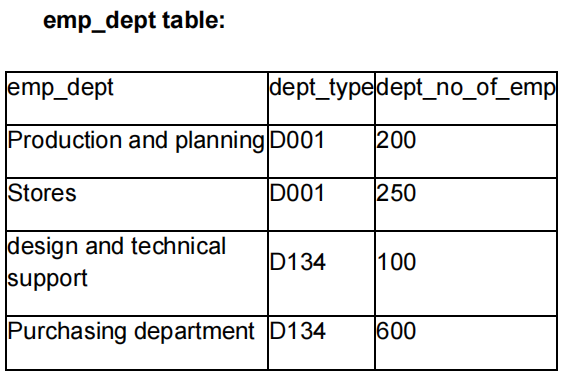 emp_dept table:
emp_dept dept_type dept_no_of_emp
Production and planning D001 200
Stores D001 250
design and technical
support D134 100
Purchasing department D134 600